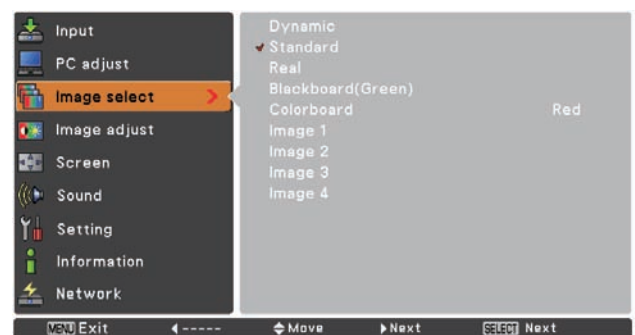 Input
PC adjust
Image select
Image adjust
Screen
Sound
Setting
Information
Network
Dynamic
Standard
Real
Blackboard(Green)
Colorboard Red
Image 1
Image 2
Image 3
Image 4
MENU Exit ----- Move Next SELECT Next